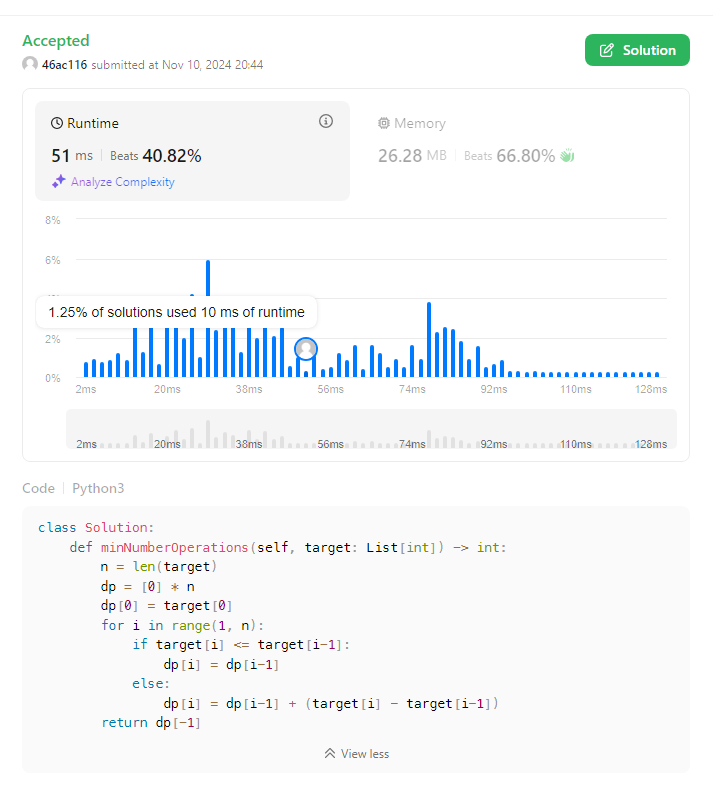 Accepted
Solution
46ac116 submitted at Nov 10, 2024 20:44
Runtime
Memory
51 ms | Beats 40.82%
26.28 MB | Beats 66.80%
Analyze Complexity
8%
6%
1.25% of solutions used 10 ms of runtime
2%
0%
2ms 20ms 38ms 56ms 74ms 92ms 110ms 128ms
2ms 20ms 38ms 56ms 74ms 92ms 110ms 128ms
Code | Python3
class Solution:
    def minNumberOperations(self, target: List[int]) -> int:
        n = len(target)
        dp = [0] * n
        dp[0] = target[0]
        for i in range(1, n):
            if target[i] <= target[i-1]:
                dp[i] = dp[i-1]
            else:
                dp[i] = dp[i-1] + (target[i] - target[i-1])
        return dp[-1]
View less